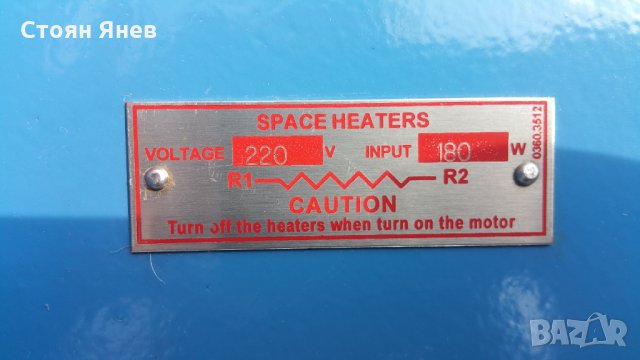 Стоян Янев
SPACE HEATERS
VOLTAGE 220 V INPUT 180 W
R1 R2
CAUTION
Turn off the heaters when turn on the motor
0360.3512
BAZAR